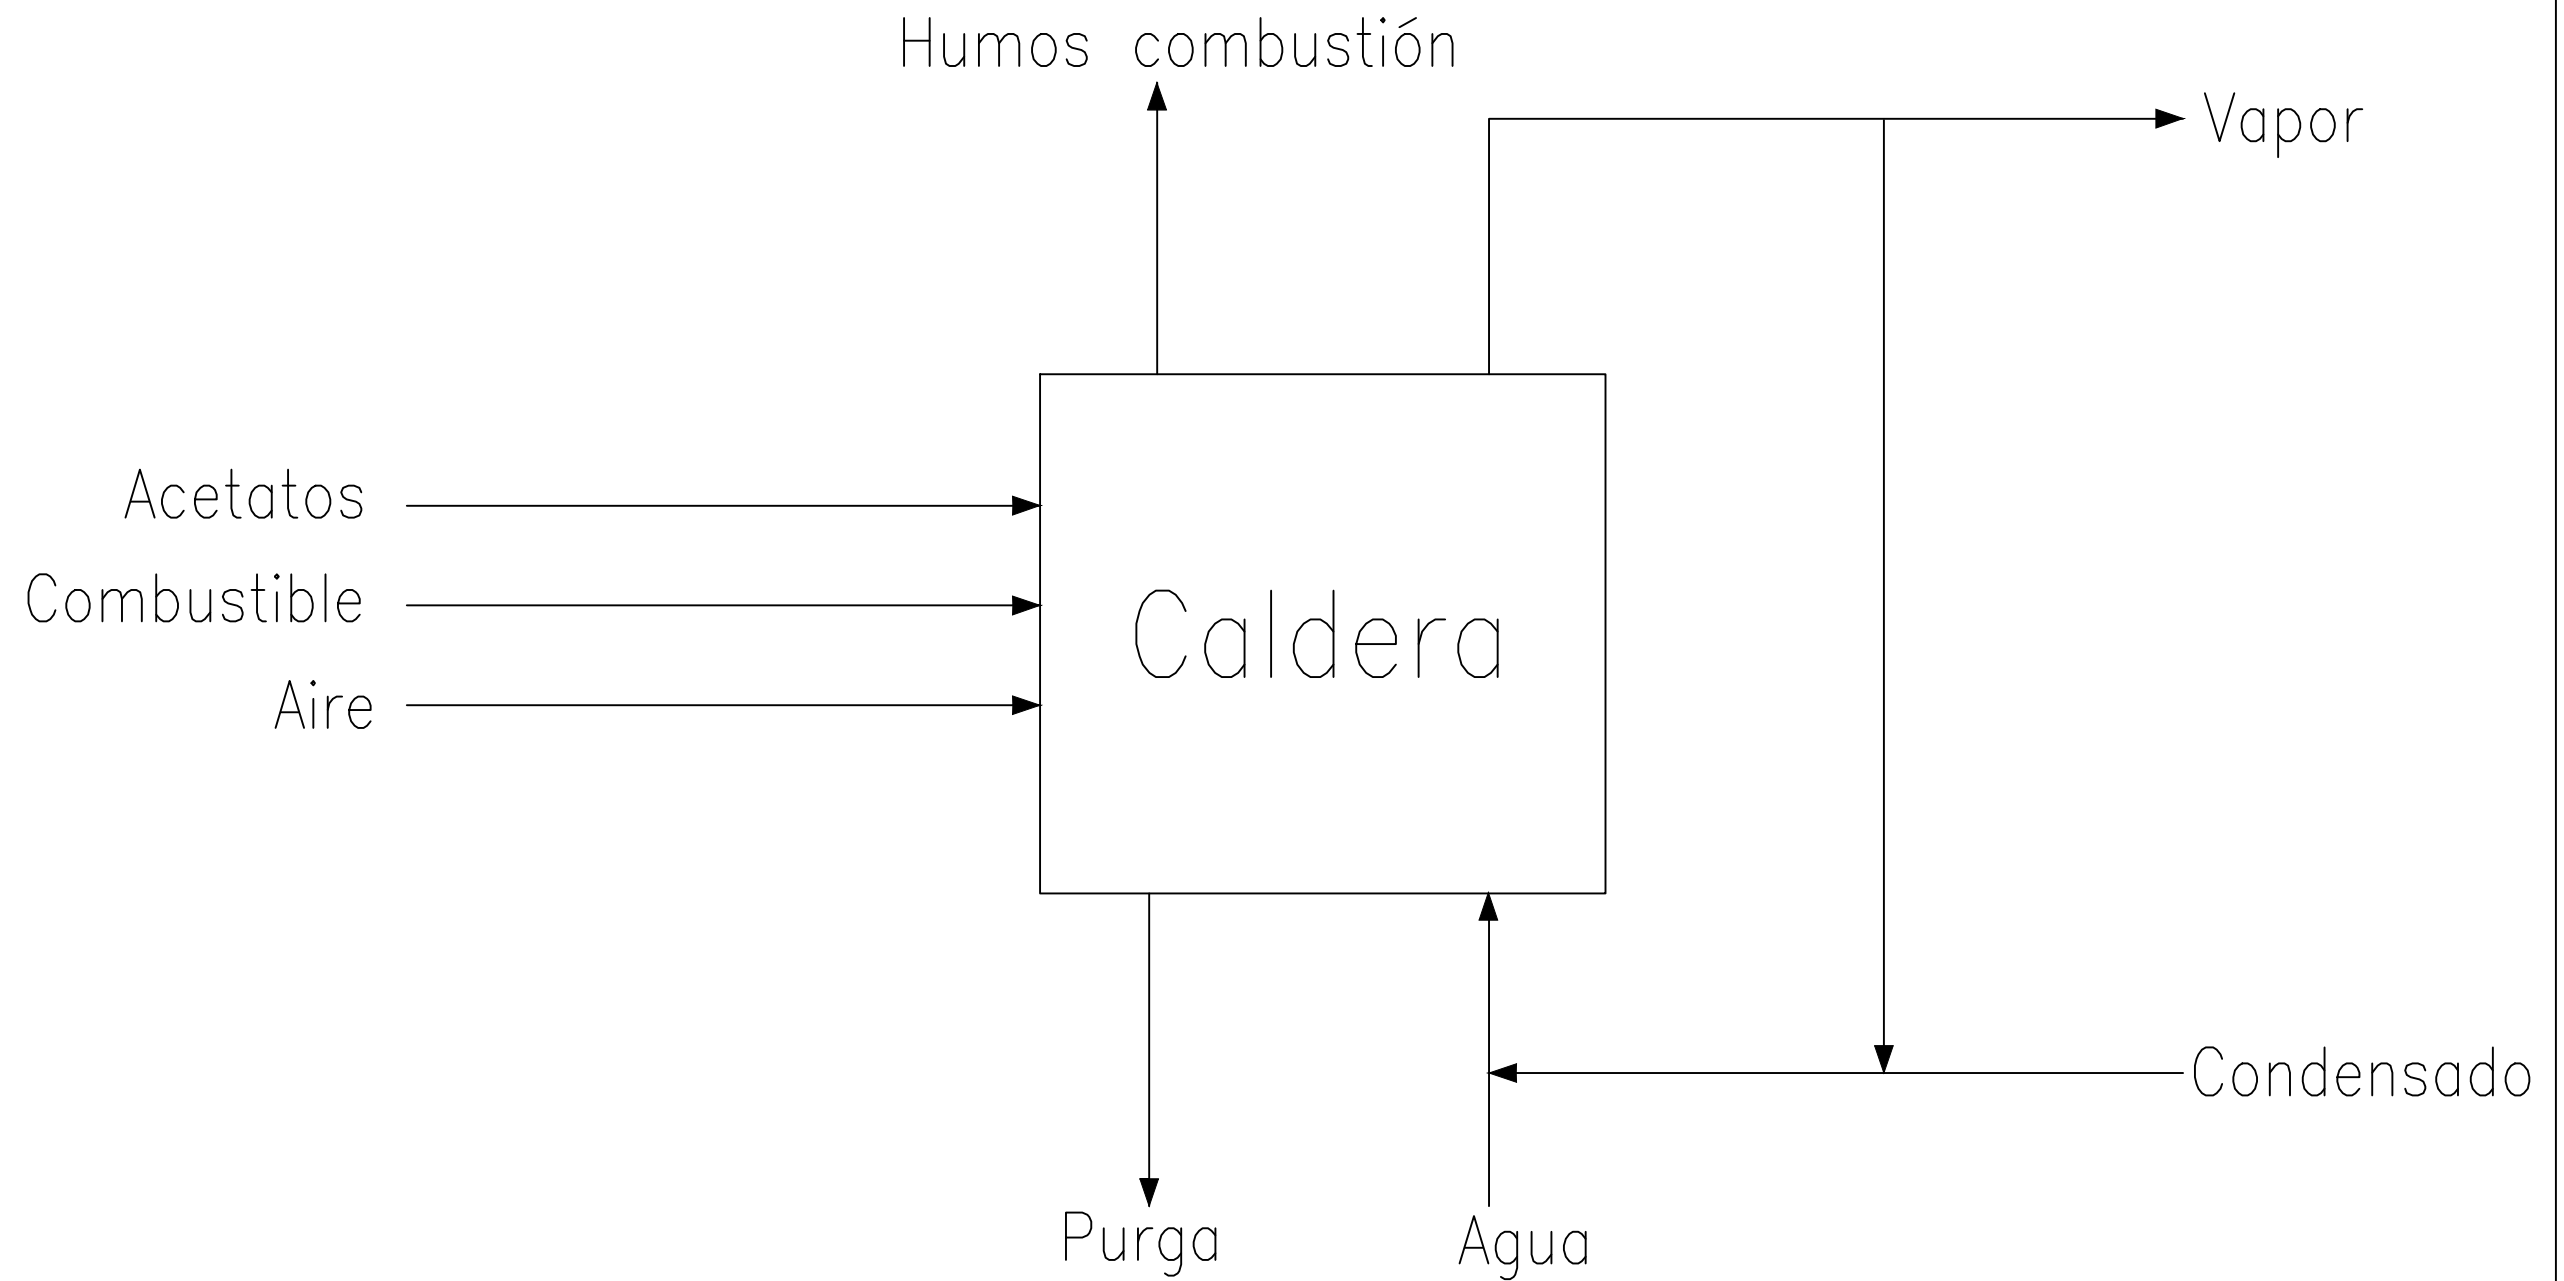 Humos combustión
Vapor
Acetatos
Combustible
Aire
Caldera
Condensado
Purga
Agua